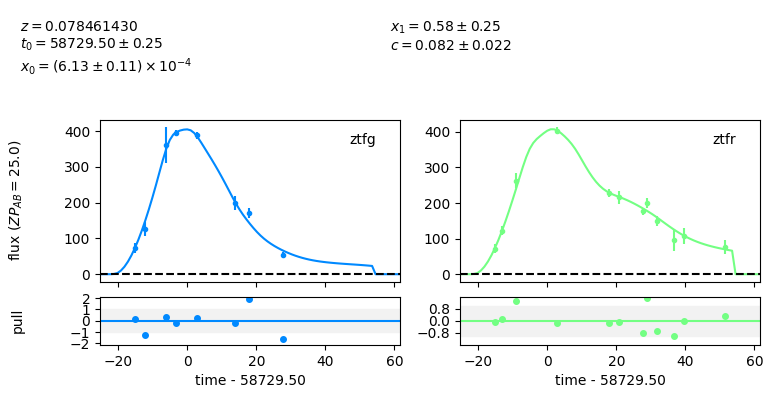 z = 0.078461430
t₀ = 58729.50 ± 0.25
x₀ = (6.13 ± 0.11) × 10⁻⁴
x₁ = 0.58 ± 0.25
c = 0.082 ± 0.022
flux (ZP_AB = 25.0)
400
300
200
100
0
ztfg
400
300
200
100
0
ztfr
pull
2
1
0
−1
−2
−20
0
20
40
60
time - 58729.50
0.8
0.0
−0.8
−20
0
20
40
60
time - 58729.50